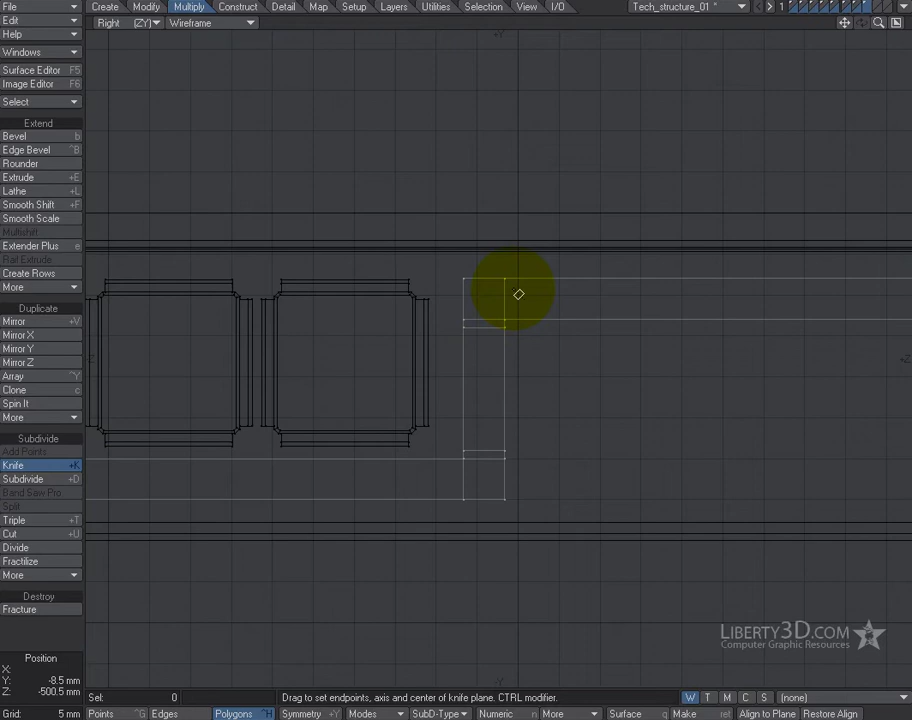 File Create Modify Multiply Construct Detail Map Setup Layers Utilities Selection View I/O Tech_structure_01 * 1
Edit Right (ZY) Wireframe
Help
Windows
Surface Editor F5
Image Editor F6
Select
Extend
Bevel b
Edge Bevel ^B
Rounder
Extrude +E
Lathe +L
Smooth Shift +F
Smooth Scale
Multishift
Extender Plus e
Rail Extrude
Create Rows
More
Duplicate
Mirror +V
Mirror X
Mirror Y
Mirror Z
Array ^Y
Clone c
Spin It
More
Subdivide
Add Points
Knife +K
Subdivide +D
Band Saw Pro
Split
Triple +T
Cut +U
Divide
Fractilize
More
Destroy
Fracture
LIBERTY3D.COM
Computer Graphic Resources
Position
X:
Y: -8.5 mm
Z: -500.5 mm
Sel: 0 Drag to set endpoints, axis and center of knife plane. CTRL modifier. W T M C S (none)
Grid: 5 mm Points ^G Edges Polygons ^H Symmetry +Y Modes SubD-Type Numeric n More Surface q Make Align to Plane Restore Align